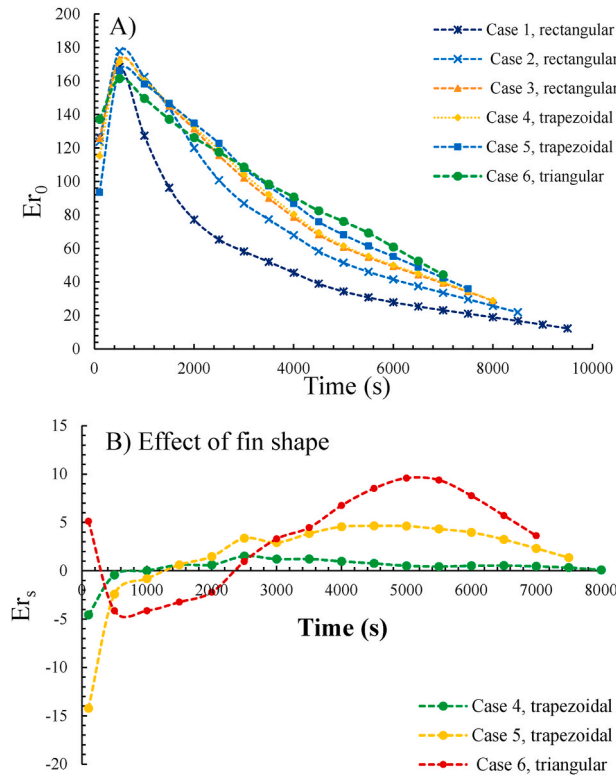 A)
Case 1, rectangular
Case 2, rectangular
Case 3, rectangular
Case 4, trapezoidal
Case 5, trapezoidal
Case 6, triangular
200
180
160
140
120
100
80
60
40
20
0
Er0
0 2000 4000 6000 8000 10000
Time (s)
B) Effect of fin shape
15
10
5
0
-5
-10
-15
-20
Ers
0 1000 2000 3000 4000 5000 6000 7000 8000
Time (s)
Case 4, trapezoidal
Case 5, trapezoidal
Case 6, triangular